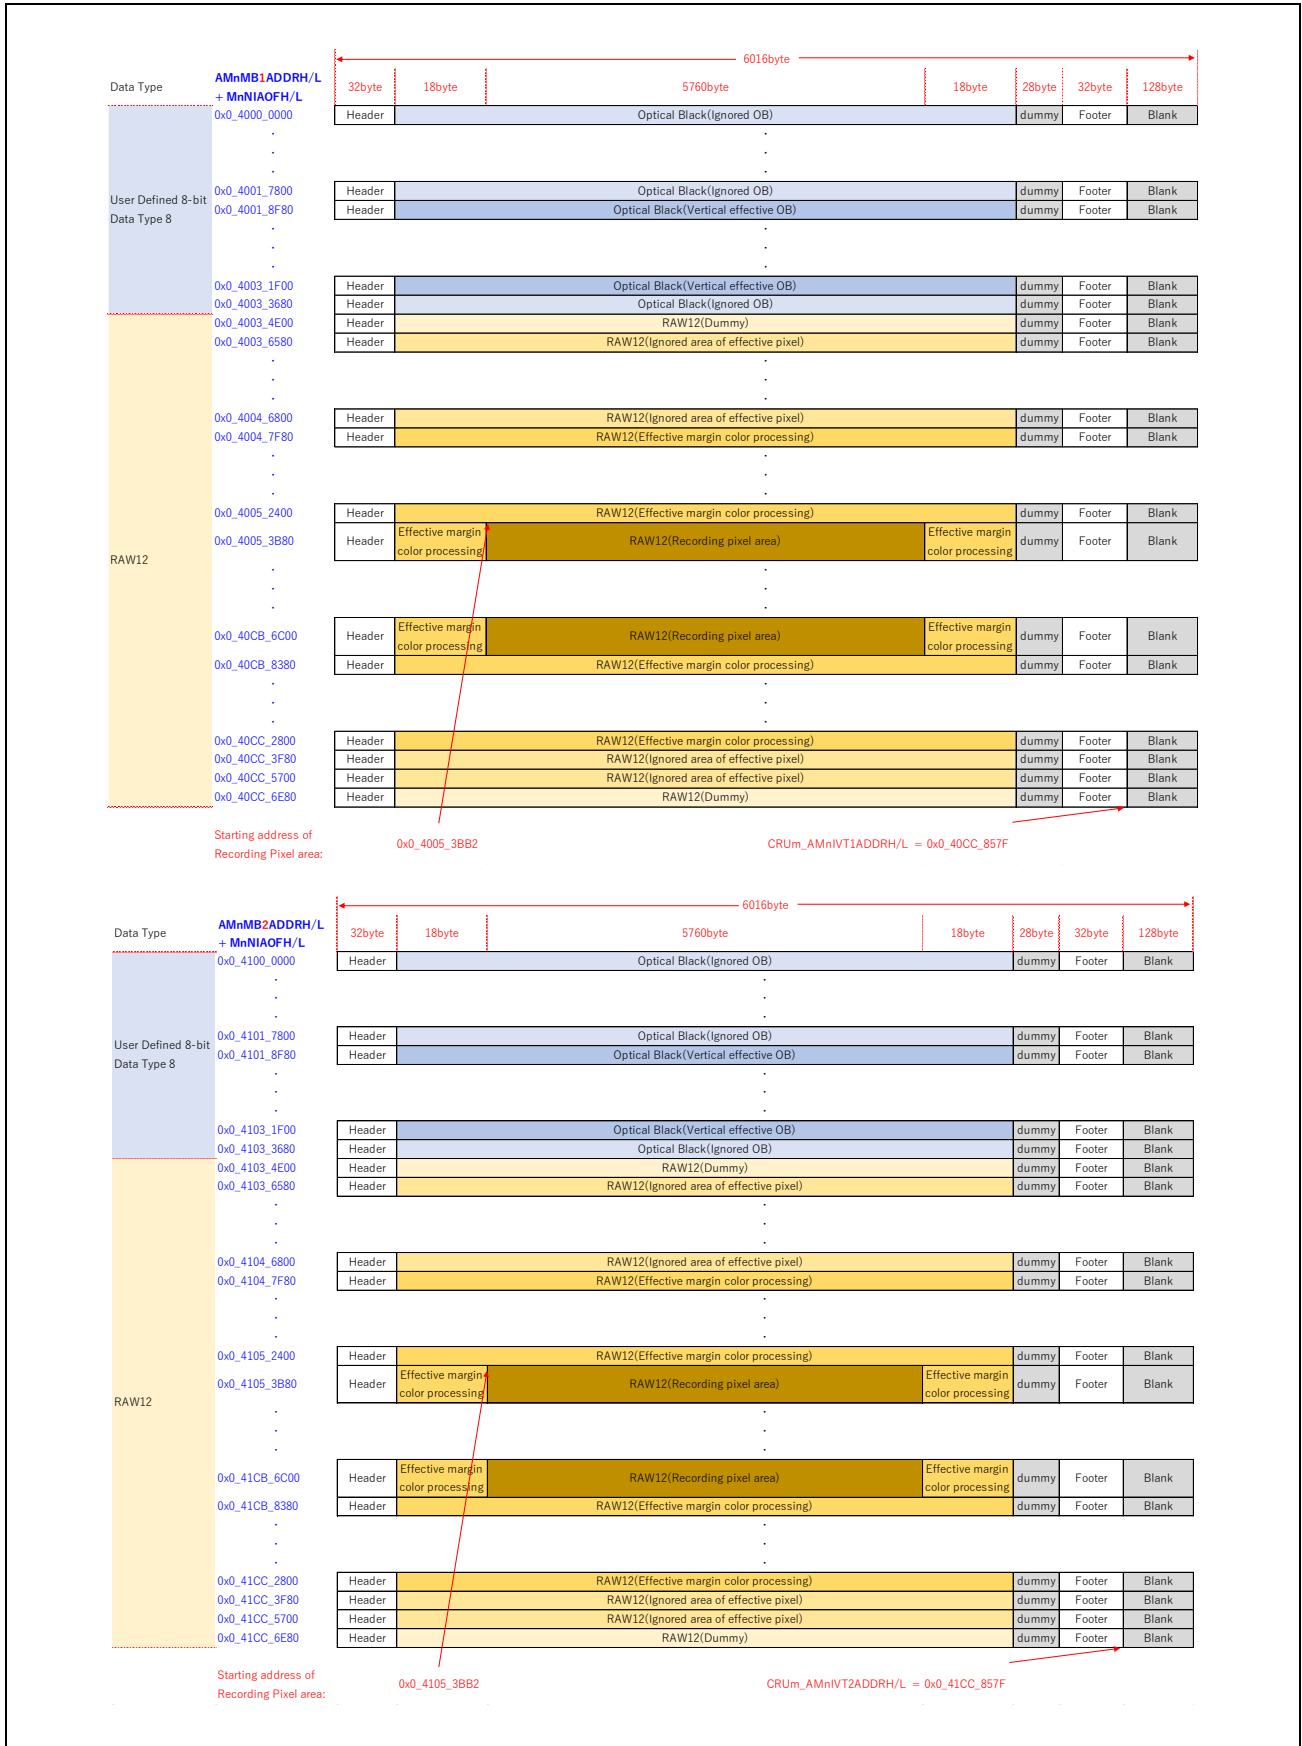 6016byte
Data Type AMnMB1ADDRH/L + MnNIAOFH/L 32byte 18byte 5760byte 18byte 28byte 32byte 128byte
0x0_4000_0000 Header Optical Black(Ignored OB) dummy Footer Blank
User Defined 8-bit Data Type 8
0x0_4001_7800 Header Optical Black(Ignored OB) dummy Footer Blank
0x0_4001_8F80 Header Optical Black(Vertical effective OB) dummy Footer Blank
0x0_4003_1F00 Header Optical Black(Vertical effective OB) dummy Footer Blank
0x0_4003_3680 Header Optical Black(Ignored OB) dummy Footer Blank
0x0_4003_4E00 Header RAW12(Dummy) dummy Footer Blank
0x0_4003_6580 Header RAW12(Ignored area of effective pixel) dummy Footer Blank
0x0_4004_6800 Header RAW12(Ignored area of effective pixel) dummy Footer Blank
0x0_4004_7F80 Header RAW12(Effective margin color processing) dummy Footer Blank
0x0_4005_2400 Header RAW12(Effective margin color processing) dummy Footer Blank
0x0_4005_3B80 Header Effective margin color processing RAW12(Recording pixel area) Effective margin color processing dummy Footer Blank
RAW12
0x0_40CB_6C00 Header Effective margin color processing RAW12(Recording pixel area) Effective margin color processing dummy Footer Blank
0x0_40CB_8380 Header RAW12(Effective margin color processing) dummy Footer Blank
0x0_40CC_2800 Header RAW12(Effective margin color processing) dummy Footer Blank
0x0_40CC_3F80 Header RAW12(Ignored area of effective pixel) dummy Footer Blank
0x0_40CC_5700 Header RAW12(Ignored area of effective pixel) dummy Footer Blank
0x0_40CC_6E80 Header RAW12(Dummy) dummy Footer Blank
Starting address of Recording Pixel area: 0x0_4005_3BB2 CRUm_AMnIVT1ADDRH/L = 0x0_40CC_857F
6016byte
Data Type AMnMB2ADDRH/L + MnNIAOFH/L 32byte 18byte 5760byte 18byte 28byte 32byte 128byte
0x0_4100_0000 Header Optical Black(Ignored OB) dummy Footer Blank
User Defined 8-bit Data Type 8
0x0_4101_7800 Header Optical Black(Ignored OB) dummy Footer Blank
0x0_4101_8F80 Header Optical Black(Vertical effective OB) dummy Footer Blank
0x0_4103_1F00 Header Optical Black(Vertical effective OB) dummy Footer Blank
0x0_4103_3680 Header Optical Black(Ignored OB) dummy Footer Blank
0x0_4103_4E00 Header RAW12(Dummy) dummy Footer Blank
0x0_4103_6580 Header RAW12(Ignored area of effective pixel) dummy Footer Blank
0x0_4104_6800 Header RAW12(Ignored area of effective pixel) dummy Footer Blank
0x0_4104_7F80 Header RAW12(Effective margin color processing) dummy Footer Blank
0x0_4105_2400 Header RAW12(Effective margin color processing) dummy Footer Blank
0x0_4105_3B80 Header Effective margin color processing RAW12(Recording pixel area) Effective margin color processing dummy Footer Blank
RAW12
0x0_41CB_6C00 Header Effective margin color processing RAW12(Recording pixel area) Effective margin color processing dummy Footer Blank
0x0_41CB_8380 Header RAW12(Effective margin color processing) dummy Footer Blank
0x0_41CC_2800 Header RAW12(Effective margin color processing) dummy Footer Blank
0x0_41CC_3F80 Header RAW12(Ignored area of effective pixel) dummy Footer Blank
0x0_41CC_5700 Header RAW12(Ignored area of effective pixel) dummy Footer Blank
0x0_41CC_6E80 Header RAW12(Dummy) dummy Footer Blank
Starting address of Recording Pixel area: 0x0_4105_3BB2 CRUm_AMnIVT2ADDRH/L = 0x0_41CC_857F